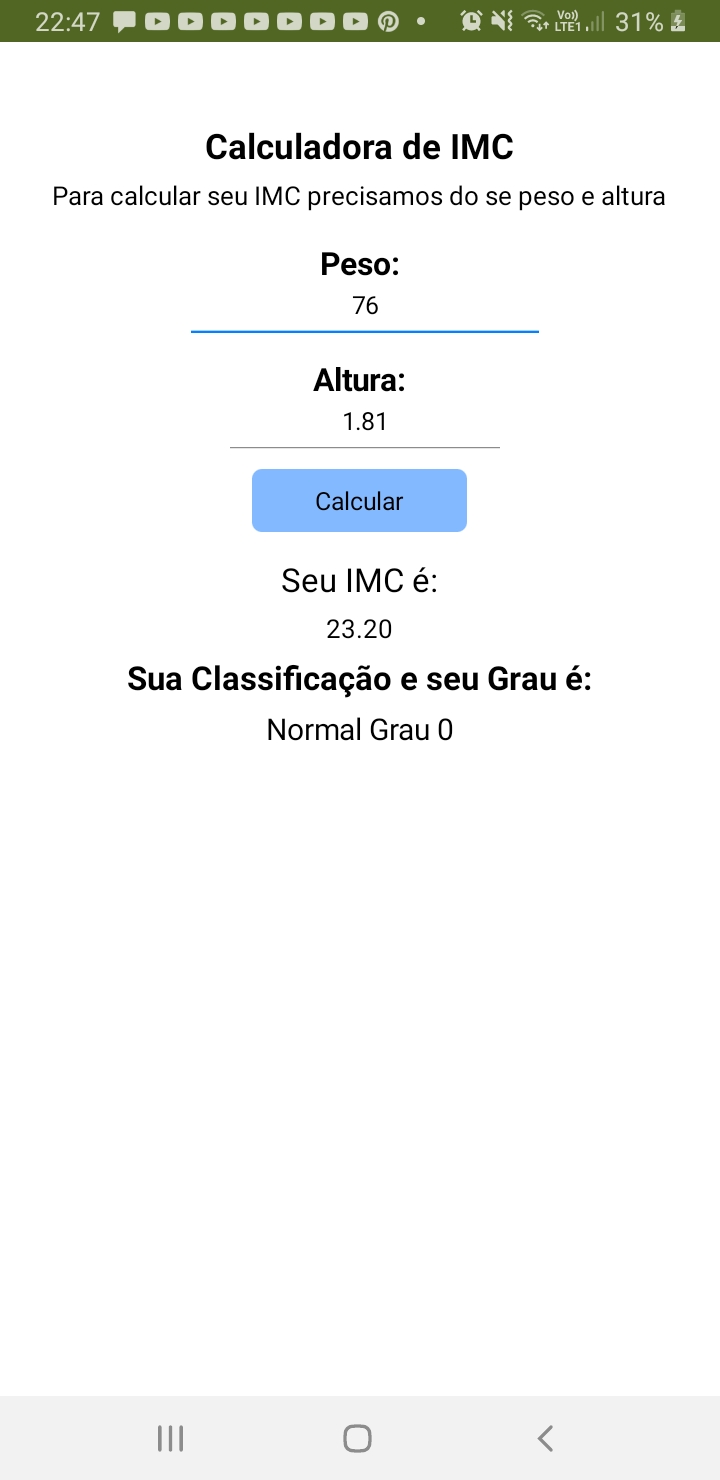 22:47 Vo)) LTE1 31%
Calculadora de IMC
Para calcular seu IMC precisamos do se peso e altura
Peso:
76
Altura:
1.81
Calcular
Seu IMC é:
23.20
Sua Classificação e seu Grau é:
Normal Grau 0